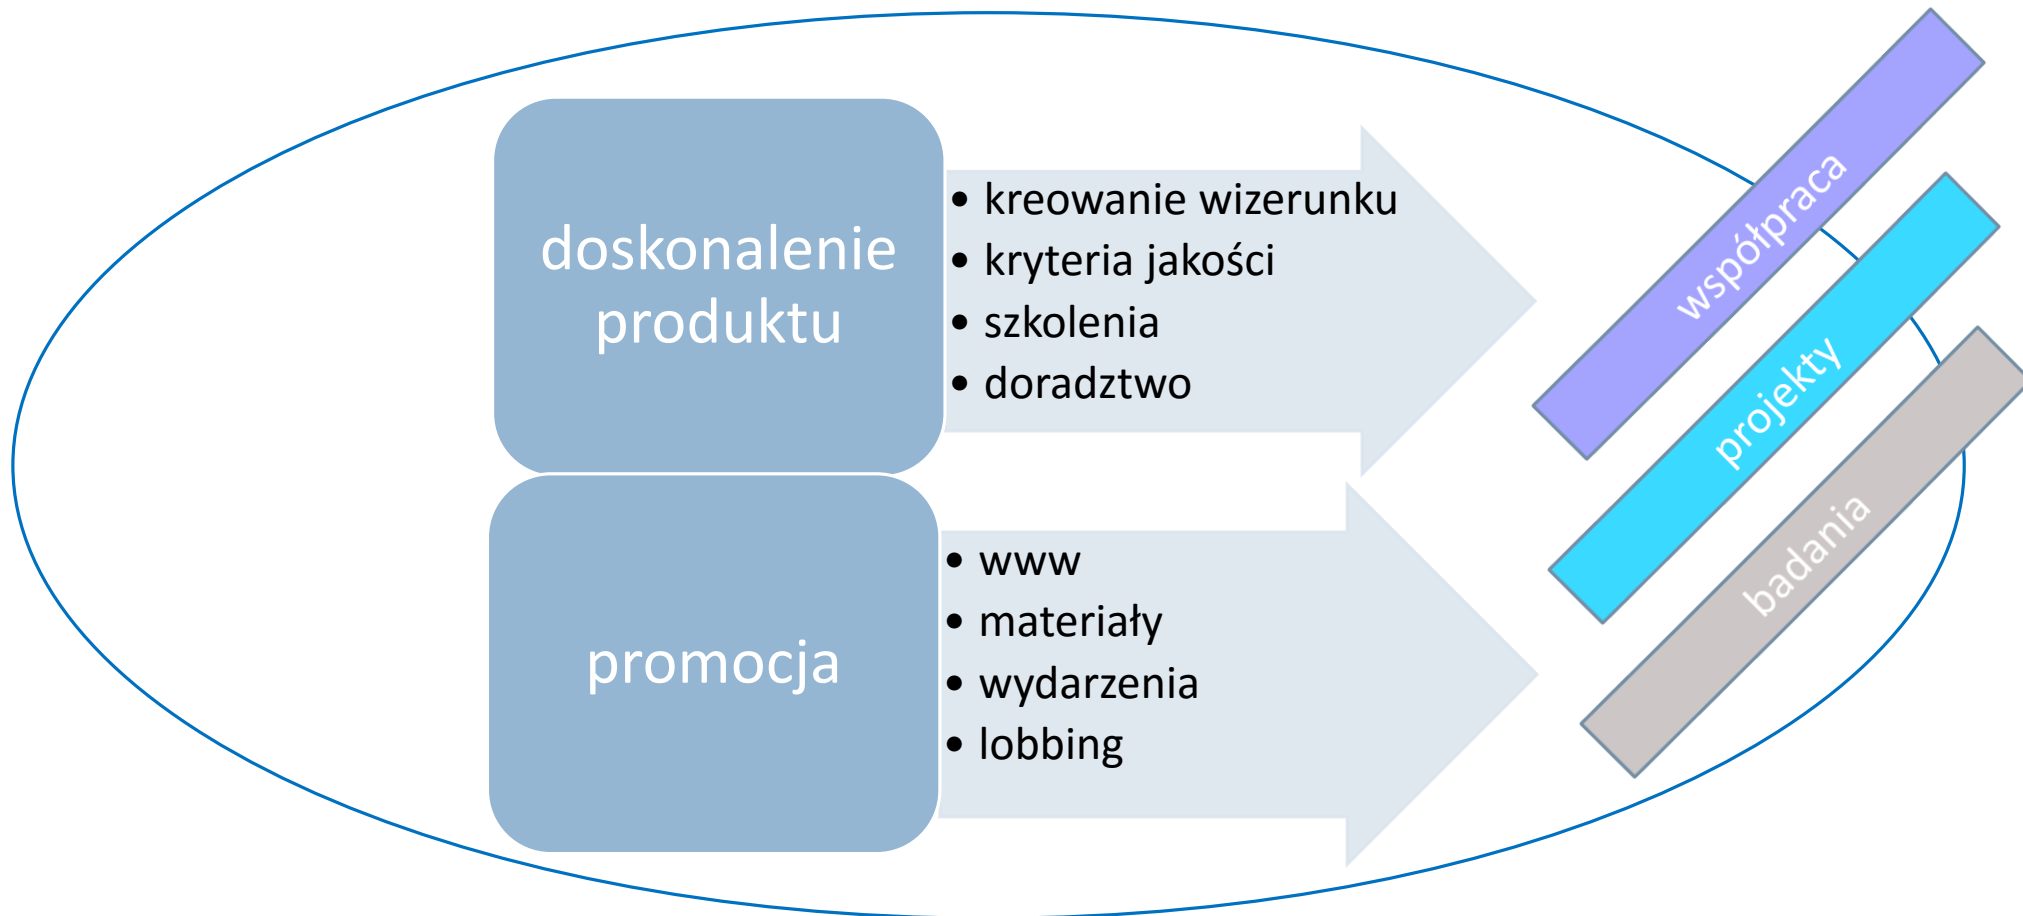 doskonalenie
produktu
• kreowanie wizerunku
• kryteria jakości
• szkolenia
• doradztwo
promocja
• www
• materiały
• wydarzenia
• lobbing
współpraca
projekty
badania